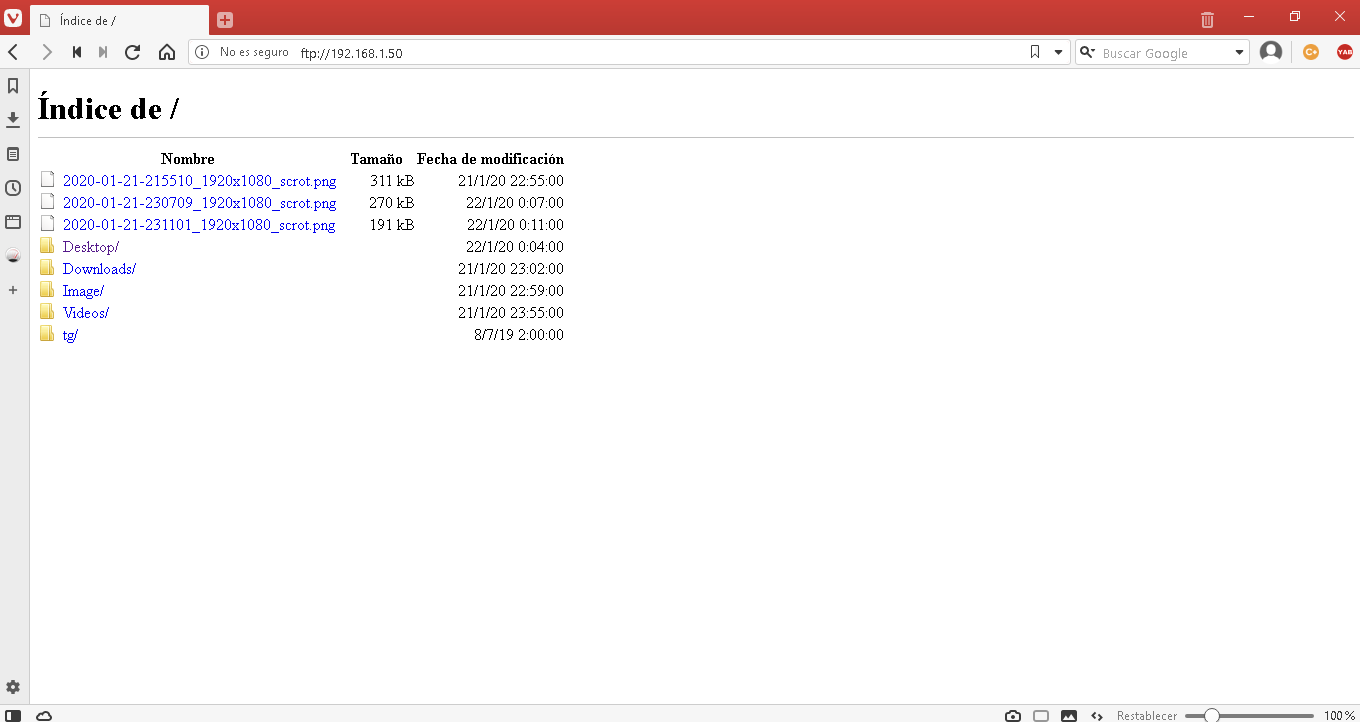 Índice de /
No es seguro ftp://192.168.1.50 Buscar Google C+ YAB
Índice de /
Nombre Tamaño Fecha de modificación
2020-01-21-215510_1920x1080_scrot.png 311 kB 21/1/20 22:55:00
2020-01-21-230709_1920x1080_scrot.png 270 kB 22/1/20 0:07:00
2020-01-21-231101_1920x1080_scrot.png 191 kB 22/1/20 0:11:00
Desktop/ 22/1/20 0:04:00
Downloads/ 21/1/20 23:02:00
Image/ 21/1/20 22:59:00
Videos/ 21/1/20 23:55:00
tg/ 8/7/19 2:00:00
Restablecer 100 %